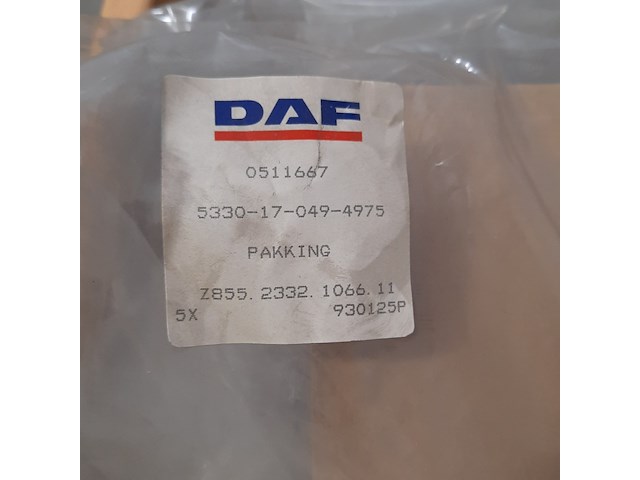 DAF
0511667
5330-17-049-4975
PAKKING
Z855.2332.1066.11
5X 930125P